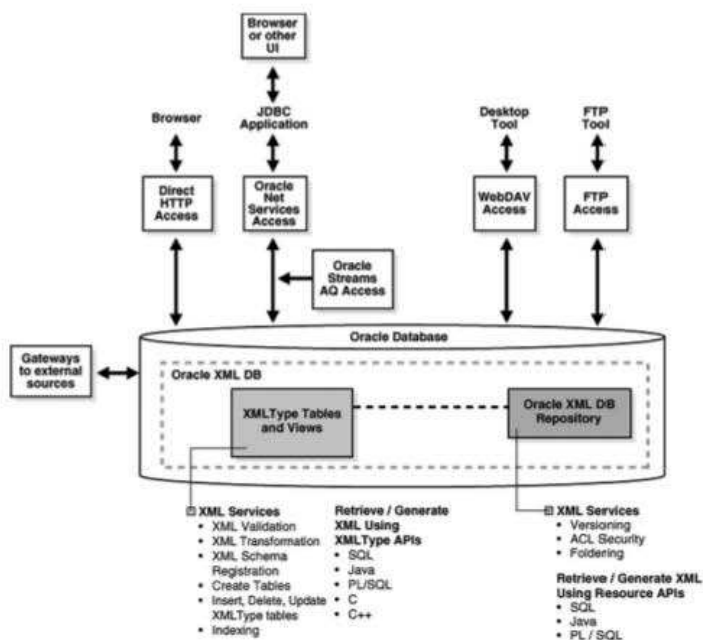 Browser
or other
UI
Browser
JDBC
Application
Desktop
Tool
FTP
Tool
Direct
HTTP
Access
Oracle
Net
Services
Access
WebDAV
Access
FTP
Access
Oracle
Streams
AQ Access
Oracle Database
Gateways
to external
sources
Oracle XML DB
XMLType Tables
and Views
Oracle XML DB
Repository
XML Services
• XML Validation
• XML Transformation
• XML Schema
Registration
• Create Tables
• Insert, Delete, Update
XMLType tables
• Indexing
Retrieve / Generate
XML Using
XMLType APIs
• SQL
• Java
• PL/SQL
• C
• C++
XML Services
• Versioning
• ACL Security
• Foldering
Retrieve / Generate XML
Using Resource APIs
• SQL
• Java
• PL / SQL